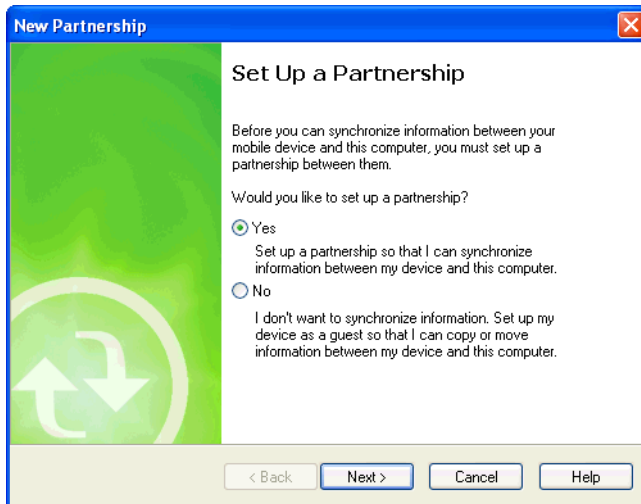 New Partnership
Set Up a Partnership
Before you can synchronize information between your
mobile device and this computer, you must set up a
partnership between them.
Would you like to set up a partnership?
Yes
Set up a partnership so that I can synchronize
information between my device and this computer.
No
I don't want to synchronize information. Set up my
device as a guest so that I can copy or move
information between my device and this computer.
< Back Next > Cancel Help